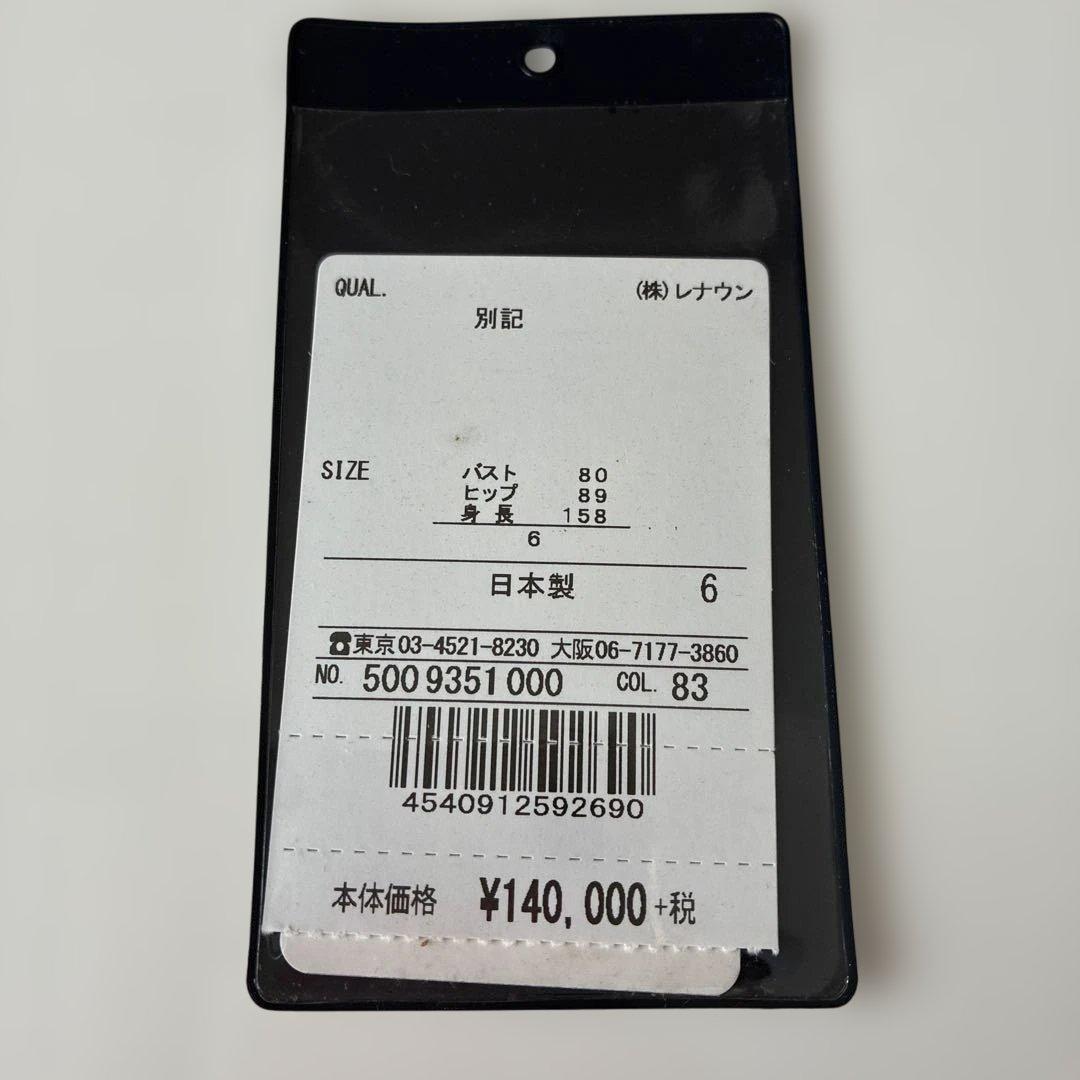 QUAL. (株)レナウン
別記
SIZE バスト 80
ヒップ 89
身長 158
6
日本製 6
☎東京03-4521-8230 大阪06-7177-3860
NO. 500 9351 000 COL. 83
4540912592690
本体価格 ¥140,000+税